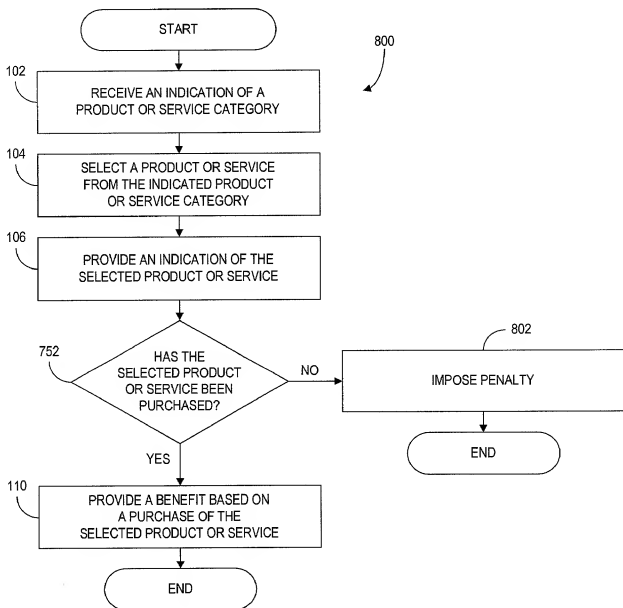 START
800
102
RECEIVE AN INDICATION OF A
PRODUCT OR SERVICE CATEGORY
104
SELECT A PRODUCT OR SERVICE
FROM THE INDICATED PRODUCT
OR SERVICE CATEGORY
106
PROVIDE AN INDICATION OF THE
SELECTED PRODUCT OR SERVICE
752
HAS THE
SELECTED PRODUCT
OR SERVICE BEEN
PURCHASED?
NO
802
IMPOSE PENALTY
END
YES
110
PROVIDE A BENEFIT BASED ON
A PURCHASE OF THE
SELECTED PRODUCT OR SERVICE
END